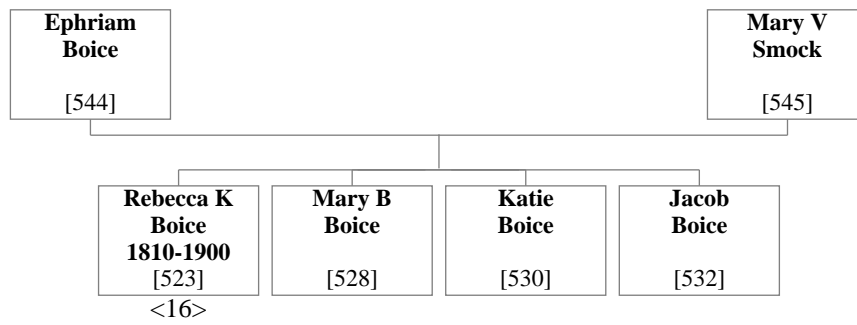 Ephriam
Boice
[544]
Mary V
Smock
[545]
Rebecca K
Boice
1810-1900
[523]
<16>
Mary B
Boice
[528]
Katie
Boice
[530]
Jacob
Boice
[532]